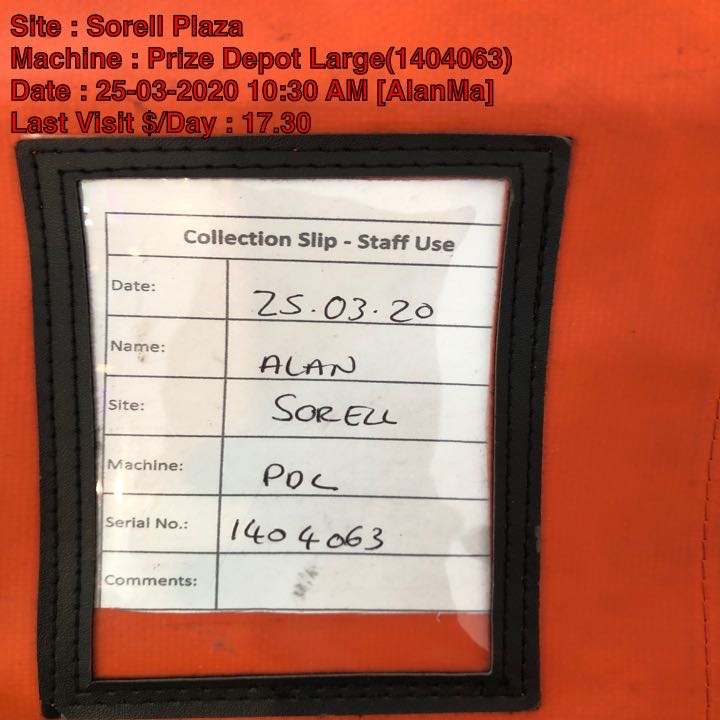 Site : Sorell Plaza
Machine : Prize Depot Large(1404063)
Date : 25-03-2020 10:30 AM [AlanMa]
Last Visit $/Day : 17.30
Collection Slip - Staff Use
Date: 25.03.20
Name: ALAN
Site: SORELL
Machine: PDL
Serial No.: 1404063
Comments: